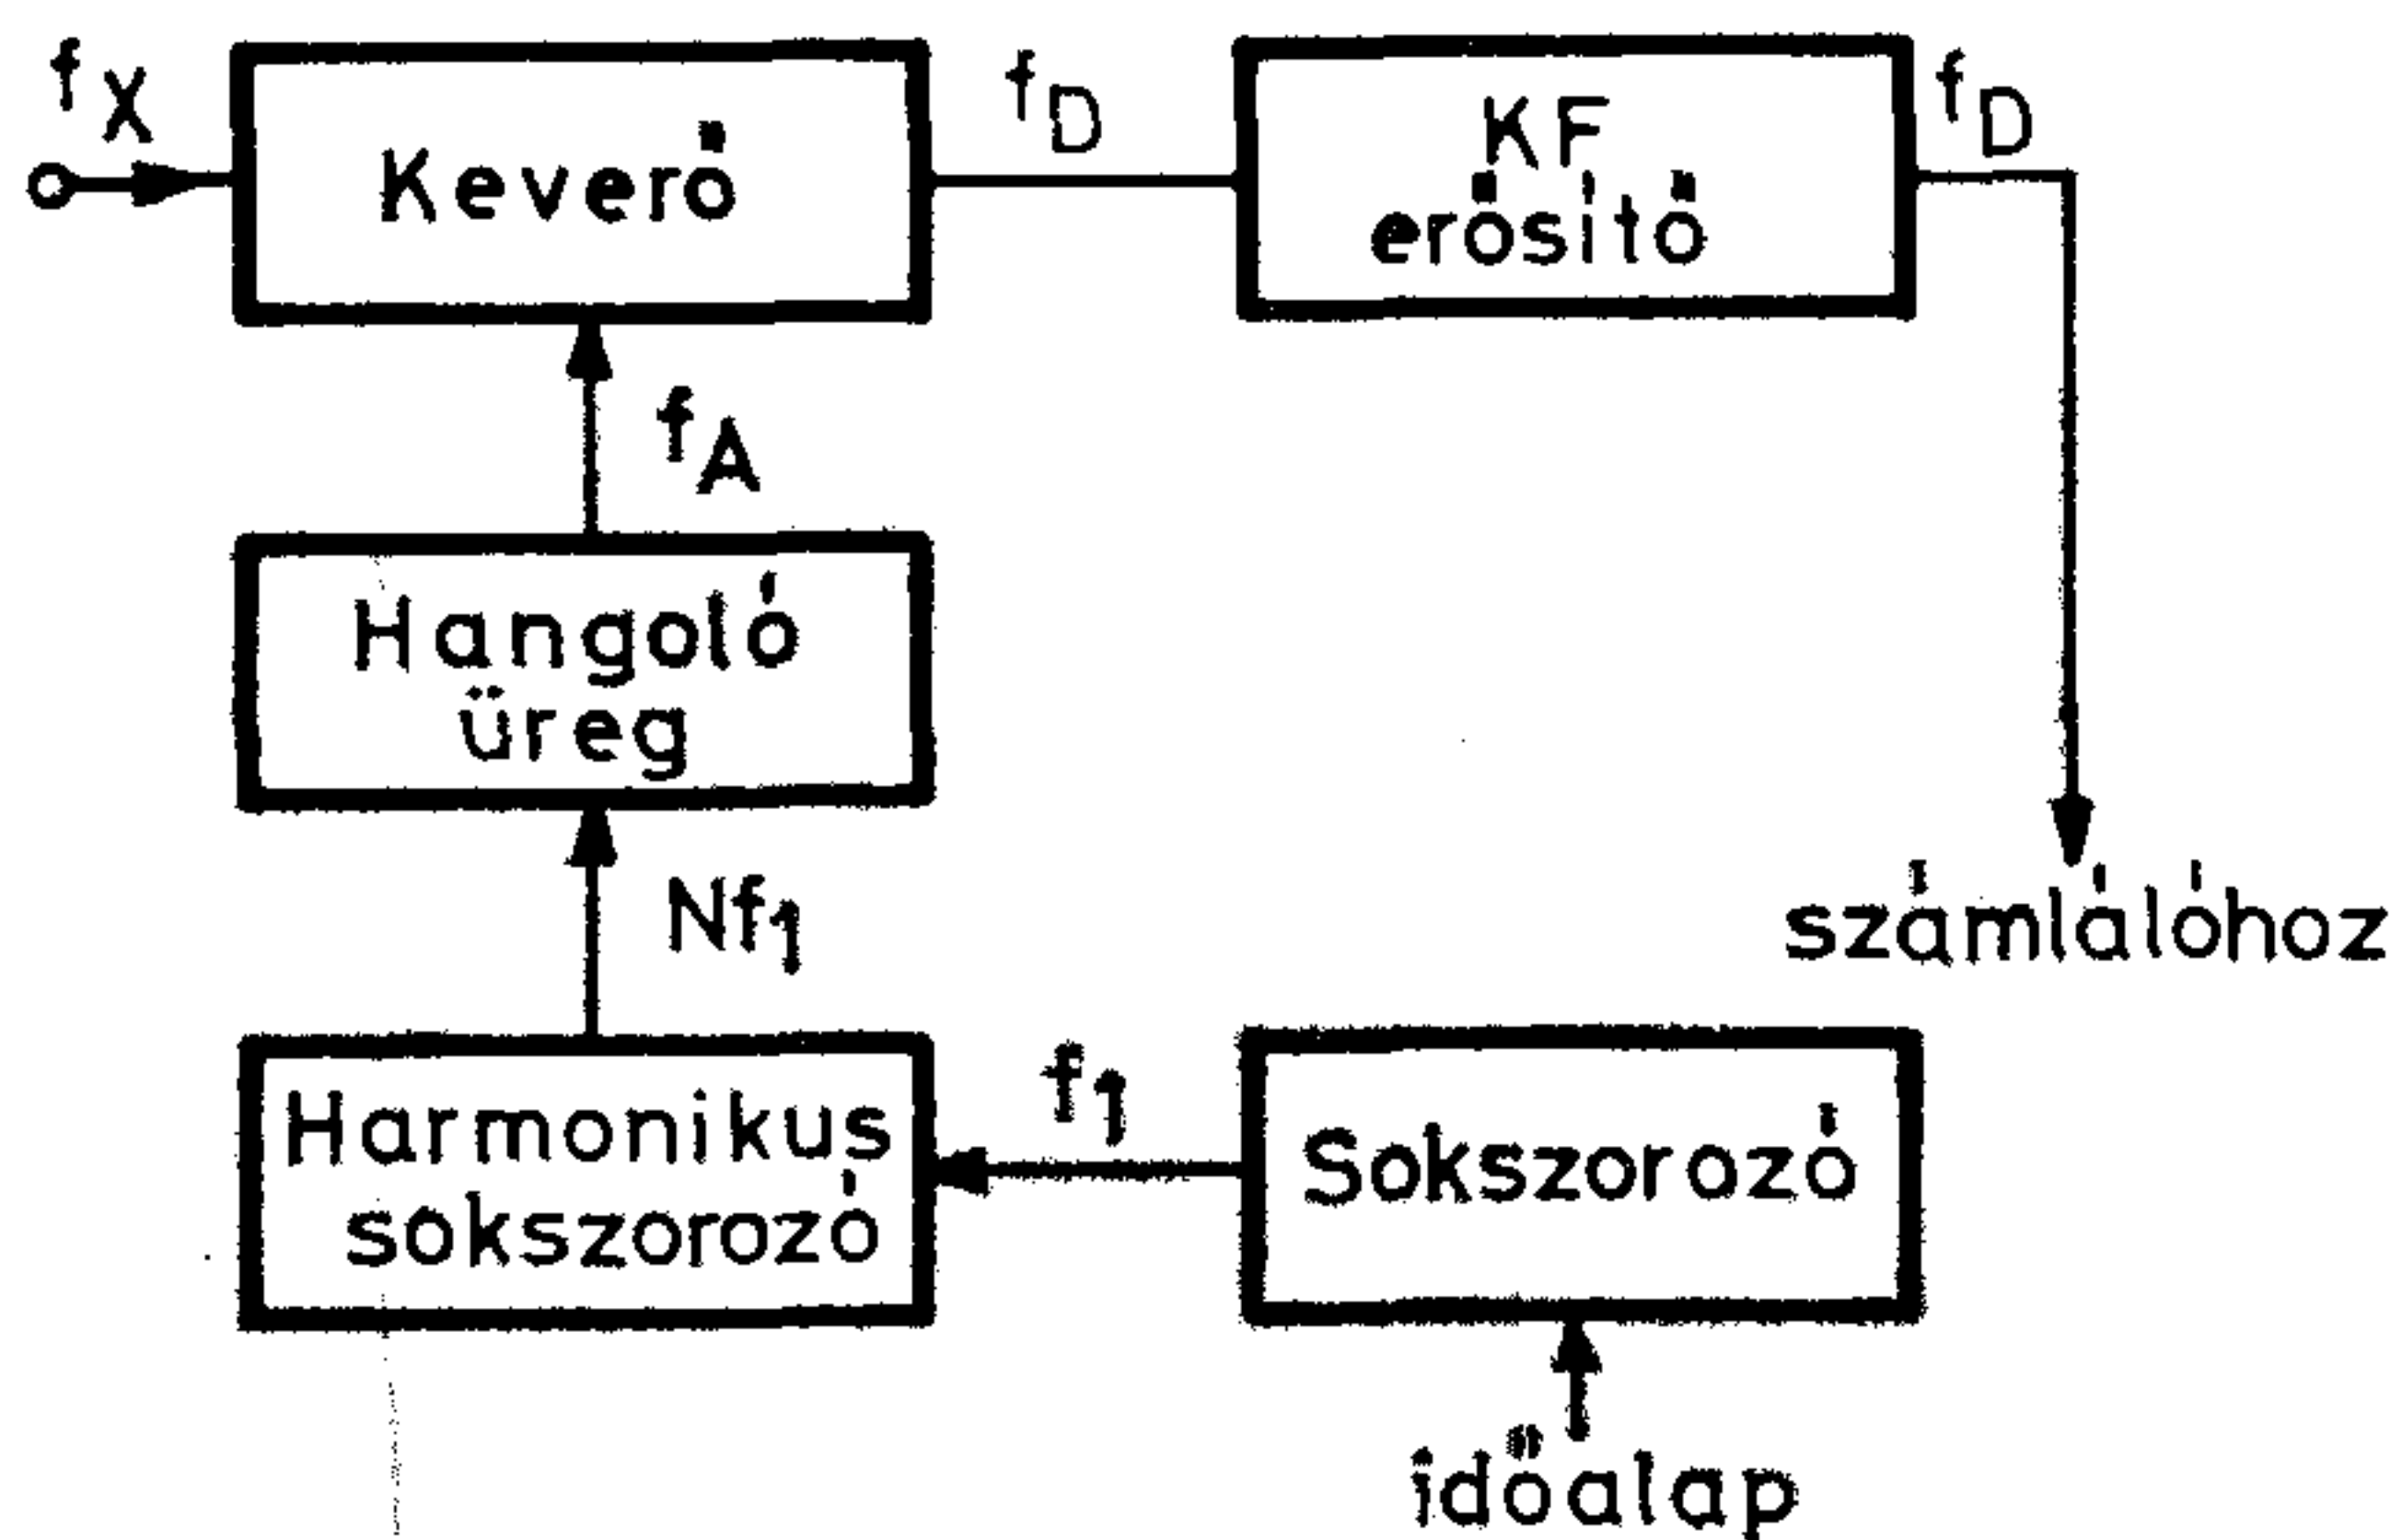 fX
Keverő
fD
KF
erősítő
fD
fA
Hangoló
üreg
Nf1
számlálóhoz
Harmonikus
sokszorozó
f1
Sokszorozó
időalap